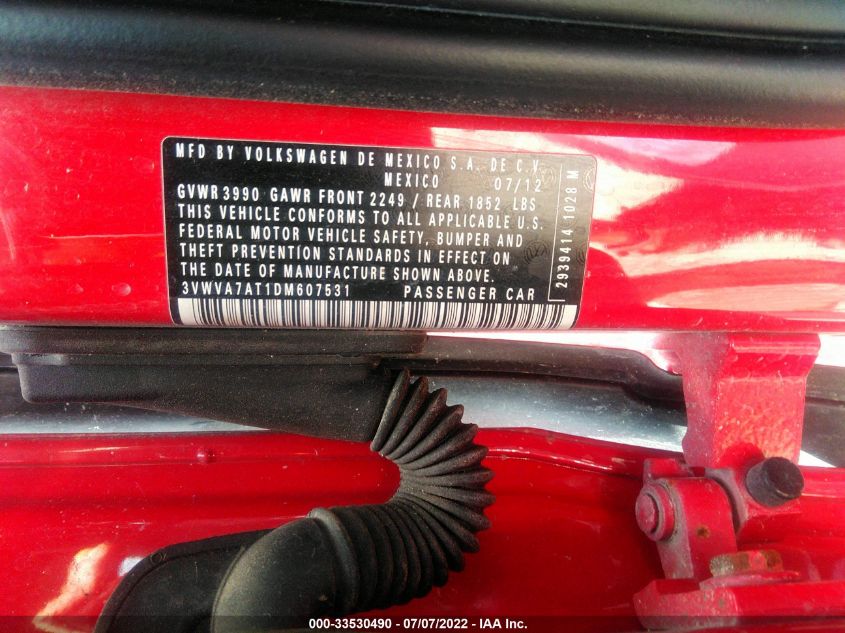 MFD BY VOLKSWAGEN DE MEXICO S.A. DE C.V.
MEXICO 07/12
GVWR 3990 GAWR FRONT 2249 / REAR 1852 LBS
THIS VEHICLE CONFORMS TO ALL APPLICABLE U.S.
FEDERAL MOTOR VEHICLE SAFETY, BUMPER AND
THEFT PREVENTION STANDARDS IN EFFECT ON
THE DATE OF MANUFACTURE SHOWN ABOVE.
3VWVA7AT1DM607531 PASSENGER CAR
2939414 1028 M
000-33530490 - 07/07/2022 - IAA Inc.